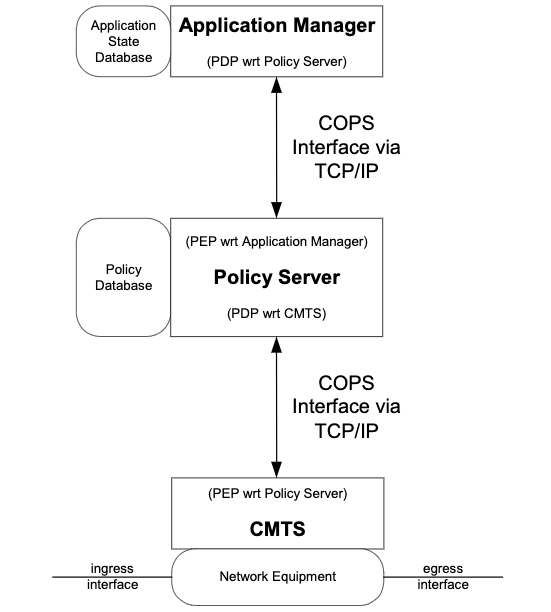 Application
State
Database
Application Manager
(PDP wrt Policy Server)
COPS
Interface via
TCP/IP
Policy
Database
(PEP wrt Application Manager)
Policy Server
(PDP wrt CMTS)
COPS
Interface via
TCP/IP
(PEP wrt Policy Server)
CMTS
ingress
interface
Network Equipment
egress
interface